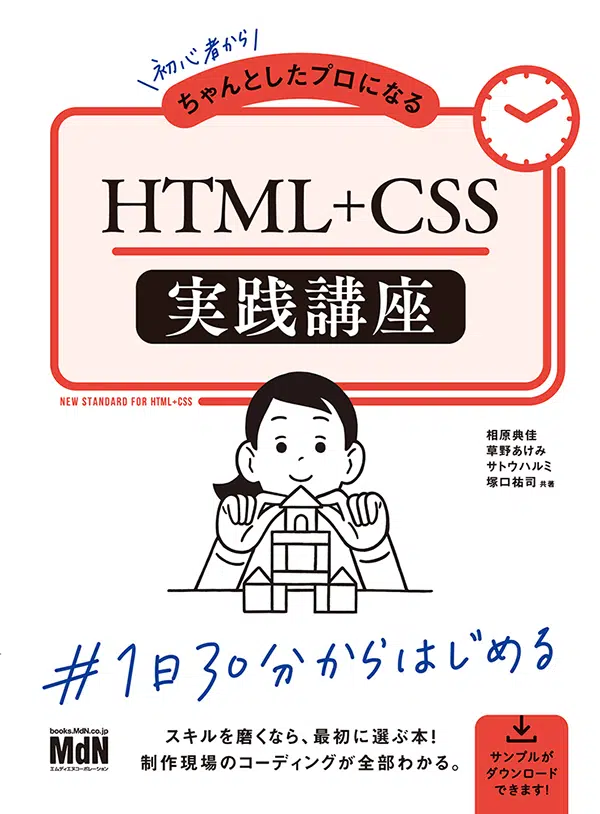 初心者から
ちゃんとしたプロになる
HTML+CSS
実践講座
NEW STANDARD FOR HTML+CSS
相原典佳
草野あけみ
サトウハルミ
塚口祐司 共著
#1日30分からはじめる
books.MdN.co.jp
MdN
エムディエヌコーポレーション
スキルを磨くなら、最初に選ぶ本!
制作現場のコーディングが全部わかる。
サンプルが
ダウンロード
できます!